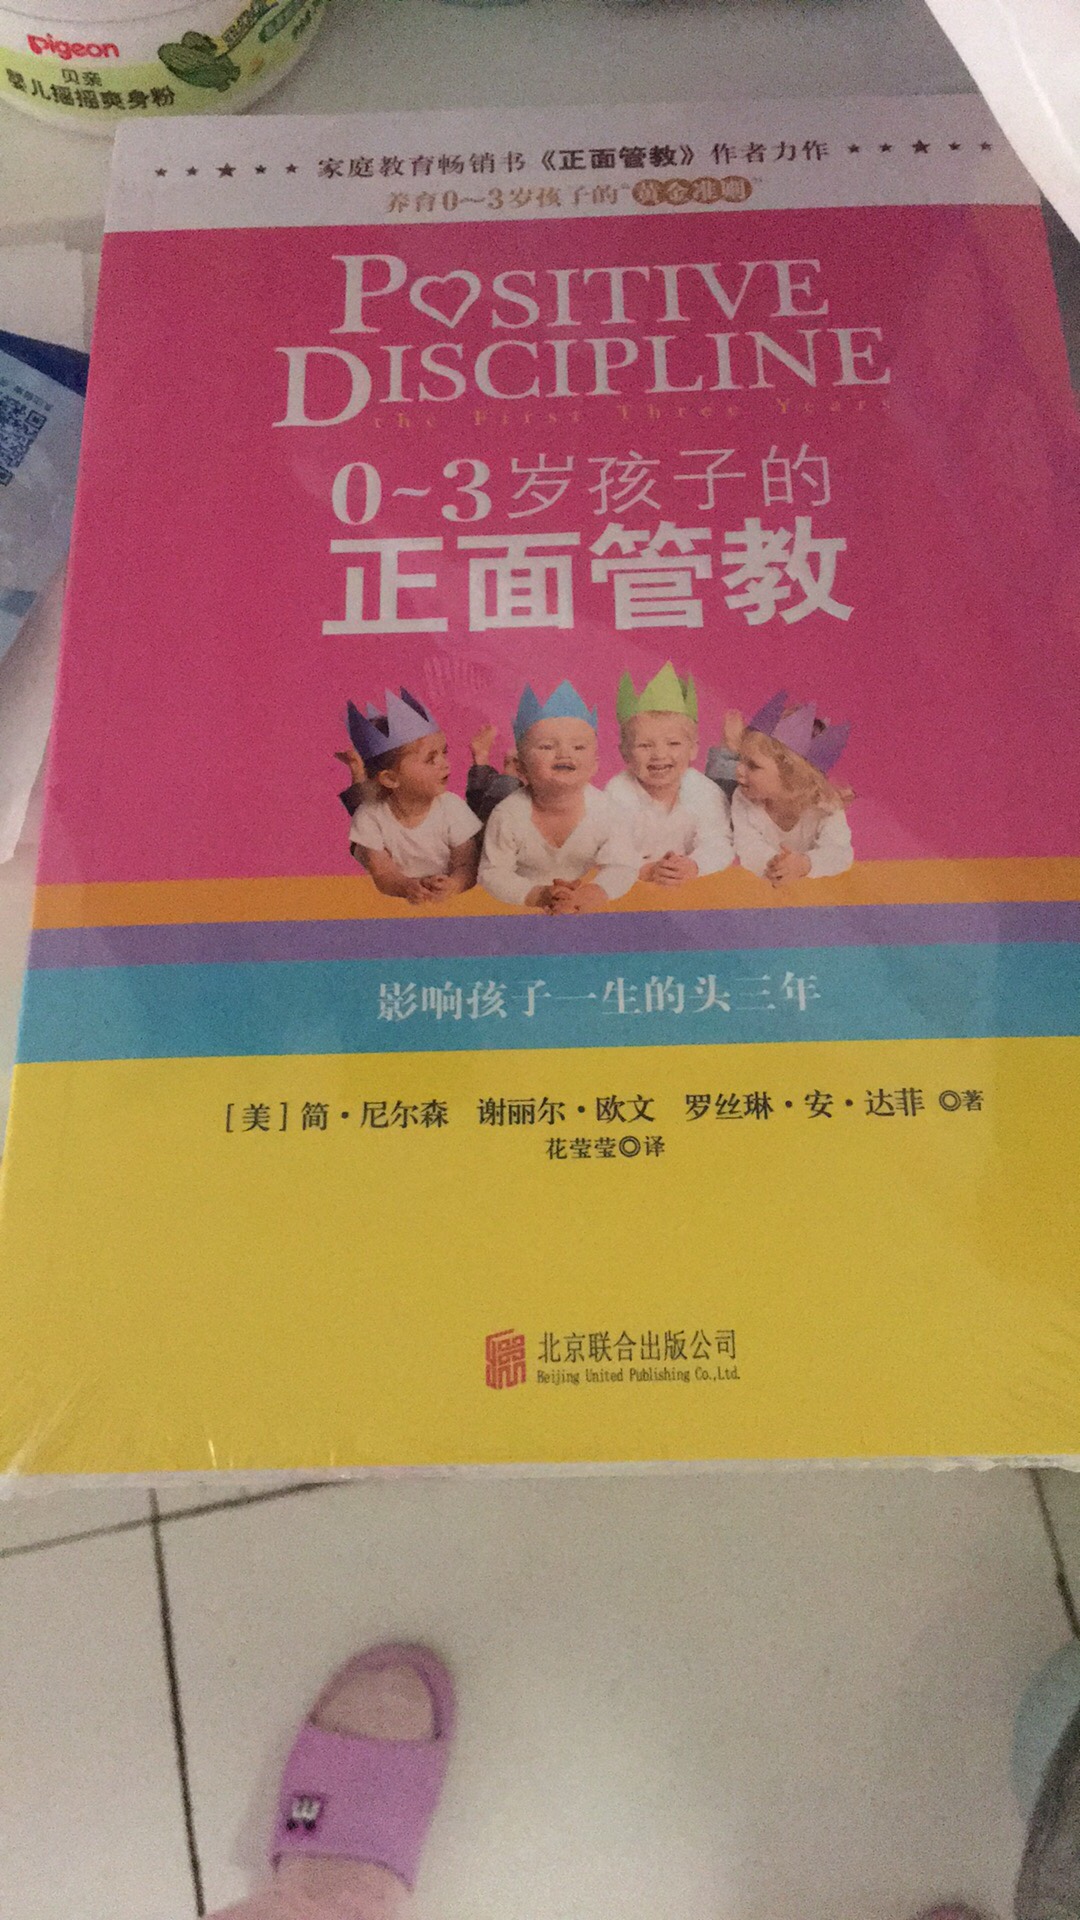 Pigeon
贝亲
婴儿摇摇爽身粉
家庭教育畅销书《正面管教》作者力作
养育0～3岁孩子的“黄金准则”
POSITIVE
DISCIPLINE
the First Three Years
0~3岁孩子的
正面管教
影响孩子一生的头三年
[美]简·尼尔森 谢丽尔·欧文 罗丝琳·安·达菲 ◎著
花莹莹◎译
北京联合出版公司
Beijing United Publishing Co.,Ltd.